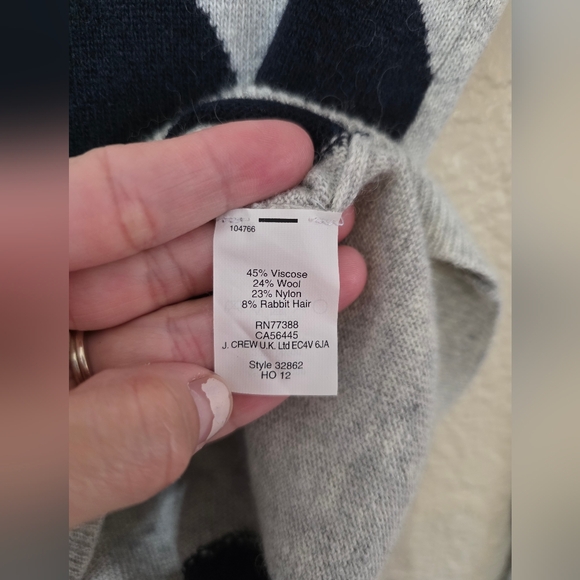 104766
45% Viscose
24% Wool
23% Nylon
8% Rabbit Hair
RN77388
CA56445
J. CREW U.K. Ltd EC4V 6JA
Style 32862
HO 12